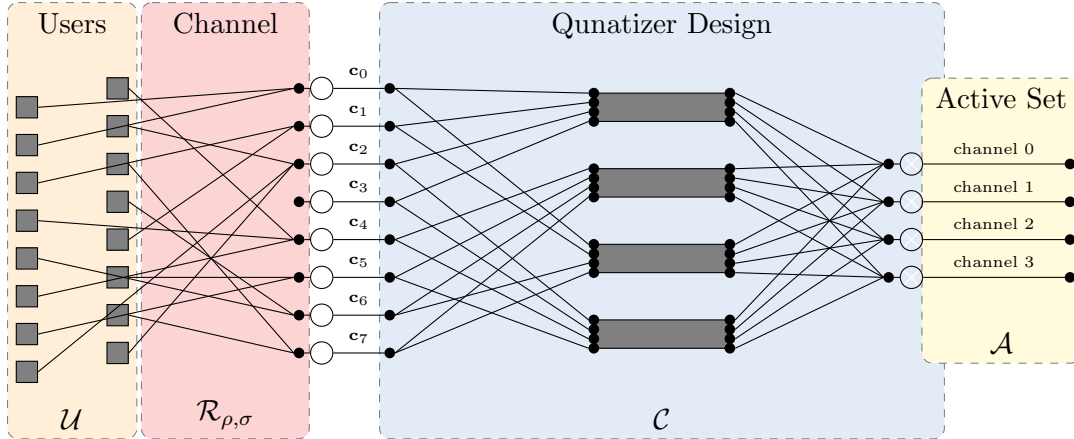 Users
Channel
Qunatizer Design
Active Set
c₀
c₁
c₂
c₃
c₄
c₅
c₆
c₇
channel 0
channel 1
channel 2
channel 3
𝒰
ℛρ,σ
𝒞
𝒜